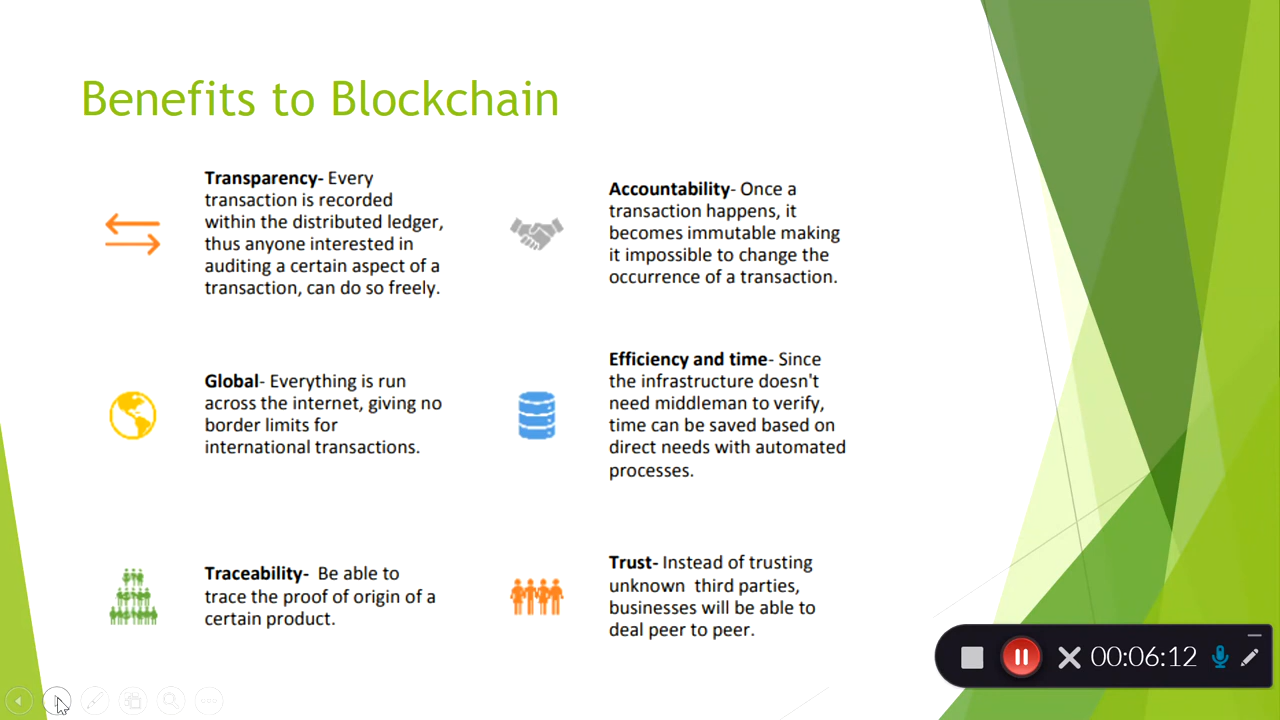 Benefits to Blockchain
Transparency- Every
transaction is recorded
within the distributed ledger,
thus anyone interested in
auditing a certain aspect of a
transaction, can do so freely.
Accountability- Once a
transaction happens, it
becomes immutable making
it impossible to change the
occurrence of a transaction.
Global- Everything is run
across the internet, giving no
border limits for
international transactions.
Efficiency and time- Since
the infrastructure doesn't
need middleman to verify,
time can be saved based on
direct needs with automated
processes.
Traceability-  Be able to
trace the proof of origin of a
certain product.
Trust- Instead of trusting
unknown  third parties,
businesses will be able to
deal peer to peer.
00:06:12